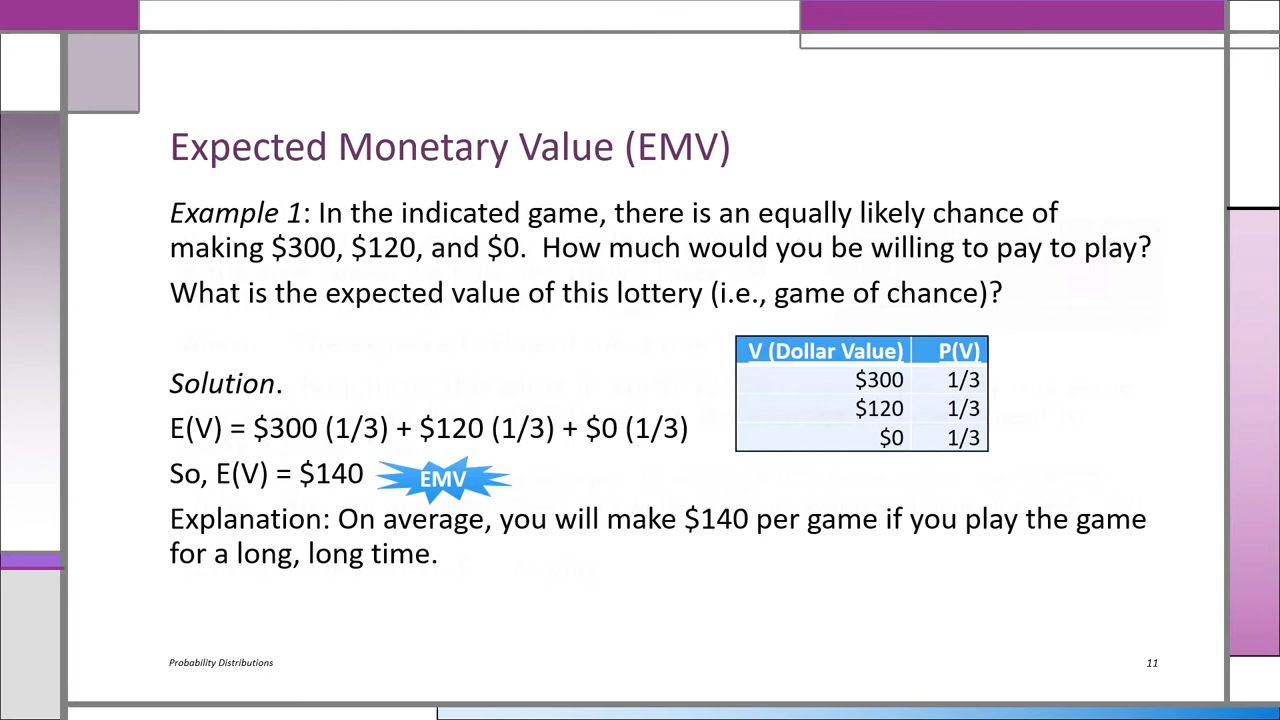 Expected Monetary Value (EMV)
Example 1: In the indicated game, there is an equally likely chance of
making $300, $120, and $0. How much would you be willing to pay to play?
What is the expected value of this lottery (i.e., game of chance)?
V (Dollar Value) P(V)
$300 1/3
$120 1/3
$0 1/3
Solution.
E(V) = $300 (1/3) + $120 (1/3) + $0 (1/3)
So, E(V) = $140
EMV
Explanation: On average, you will make $140 per game if you play the game
for a long, long time.
Probability Distributions
11